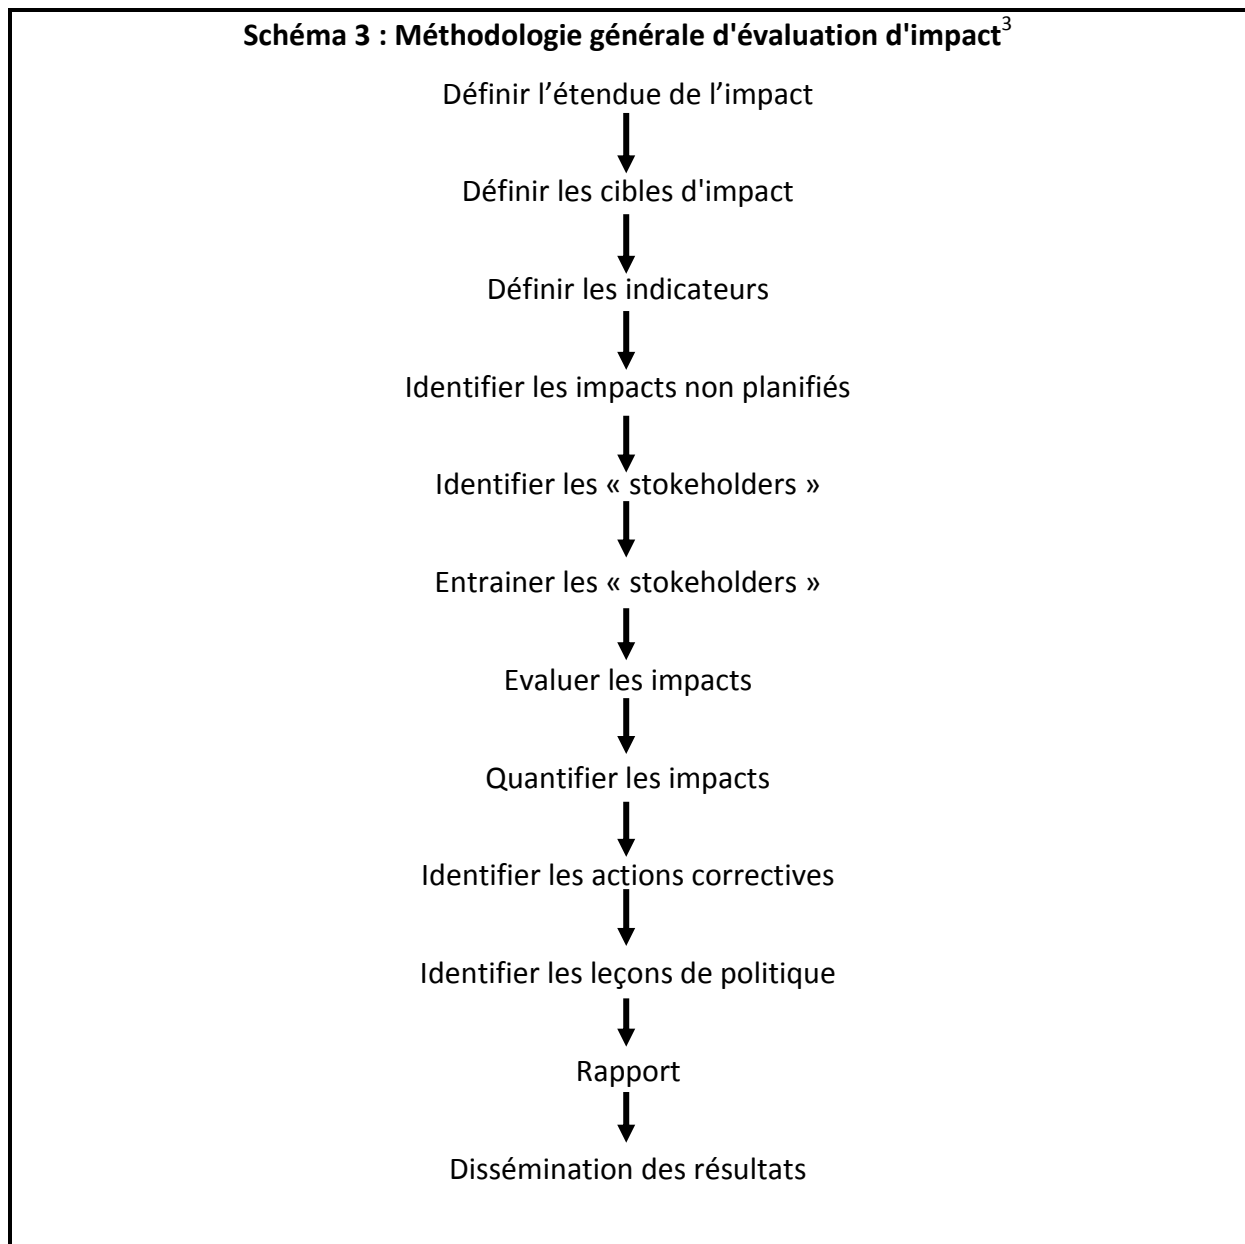 Schéma 3 : Méthodologie générale d'évaluation d'impact³
Définir l’étendue de l’impact
Définir les cibles d'impact
Définir les indicateurs
Identifier les impacts non planifiés
Identifier les « stokeholders »
Entrainer les « stokeholders »
Evaluer les impacts
Quantifier les impacts
Identifier les actions correctives
Identifier les leçons de politique
Rapport
Dissémination des résultats